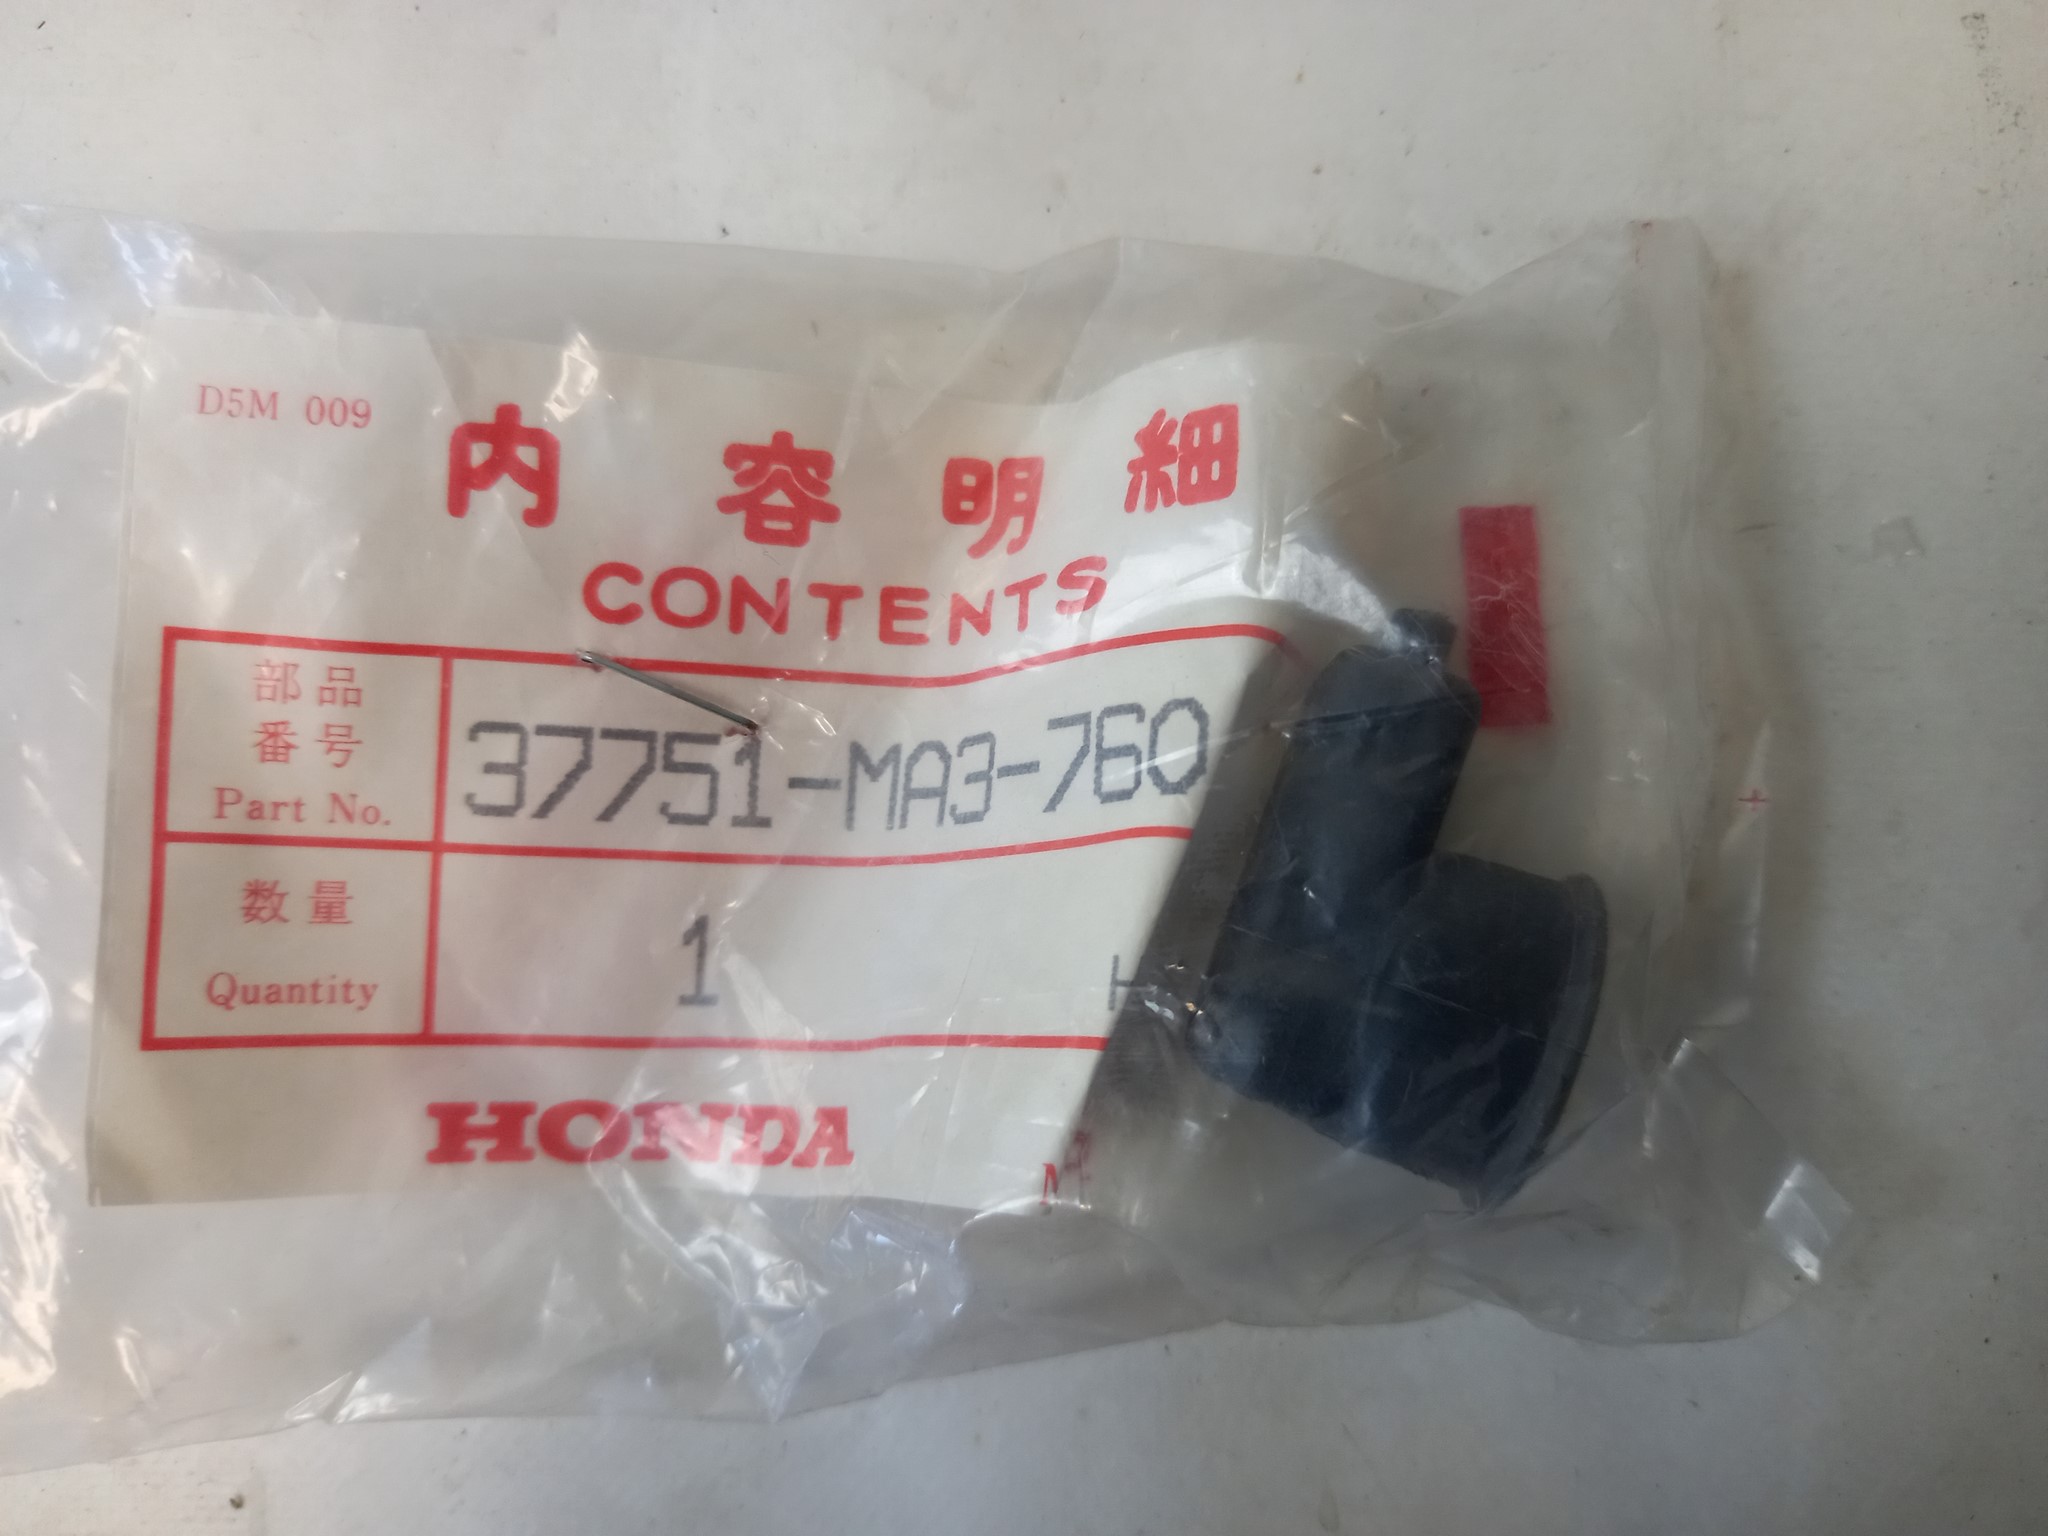 D5M 009
内容明細
CONTENTS
部品
番号
Part No.
37751-MA3-760
数量
Quantity
1
H
HONDA